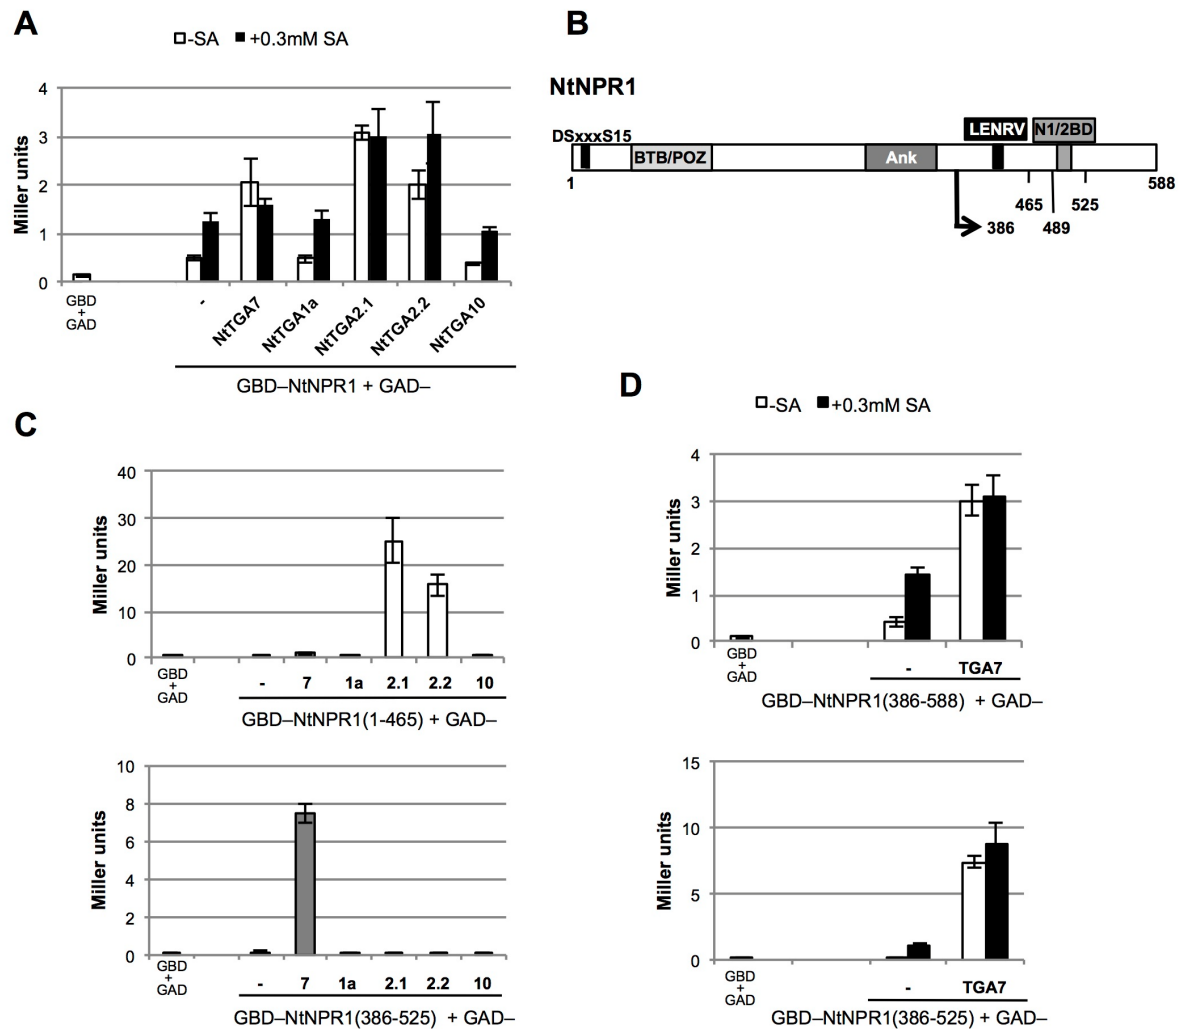 A
-SA +0.3mM SA
Miller units
4
3
2
1
0
GBD
+
GAD
-
NtTGA7
NtTGA1a
NtTGA2.1
NtTGA2.2
NtTGA10
GBD–NtNPR1 + GAD–
B
NtNPR1
DSxxxS15
LENRV
N1/2BD
BTB/POZ
Ank
1
465
525
588
386
489
C
Miller units
40
30
20
10
0
GBD
+
GAD
- 7 1a 2.1 2.2 10
GBD–NtNPR1(1-465) + GAD–
Miller units
10
8
6
4
2
0
GBD
+
GAD
- 7 1a 2.1 2.2 10
GBD–NtNPR1(386-525) + GAD–
D
-SA +0.3mM SA
Miller units
4
3
2
1
0
GBD
+
GAD
- TGA7
GBD–NtNPR1(386-588) + GAD–
Miller units
15
10
5
0
GBD
+
GAD
- TGA7
GBD–NtNPR1(386-525) + GAD–